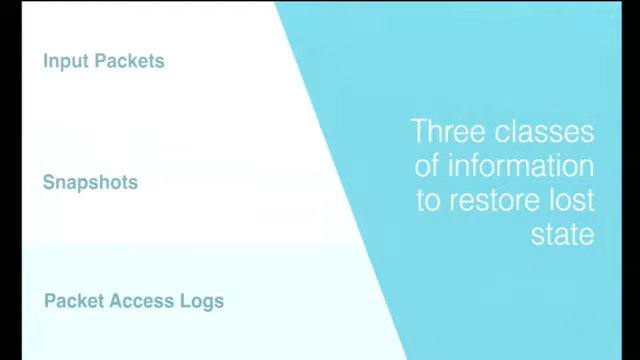 Input Packets
Snapshots
Packet Access Logs
Three classes
of information
to restore lost
state